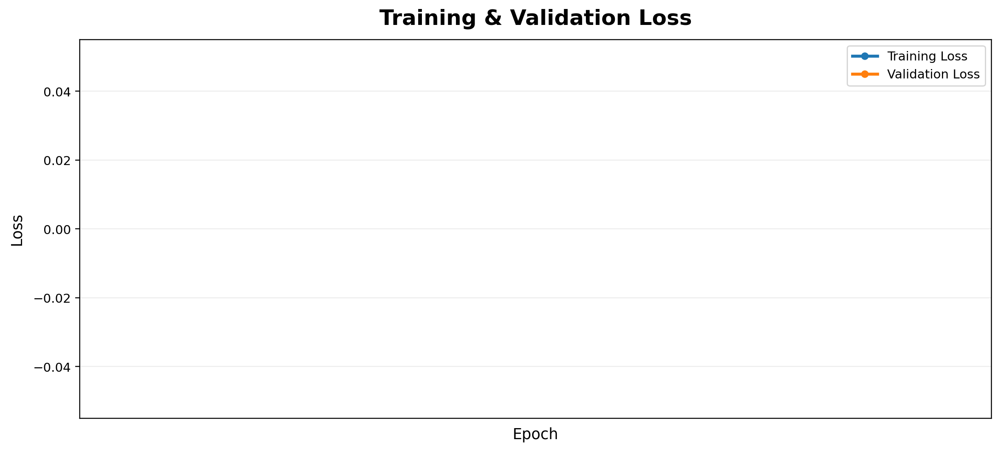 Training & Validation Loss
Training Loss
Validation Loss
0.04
0.02
0.00
−0.02
−0.04
Loss
Epoch